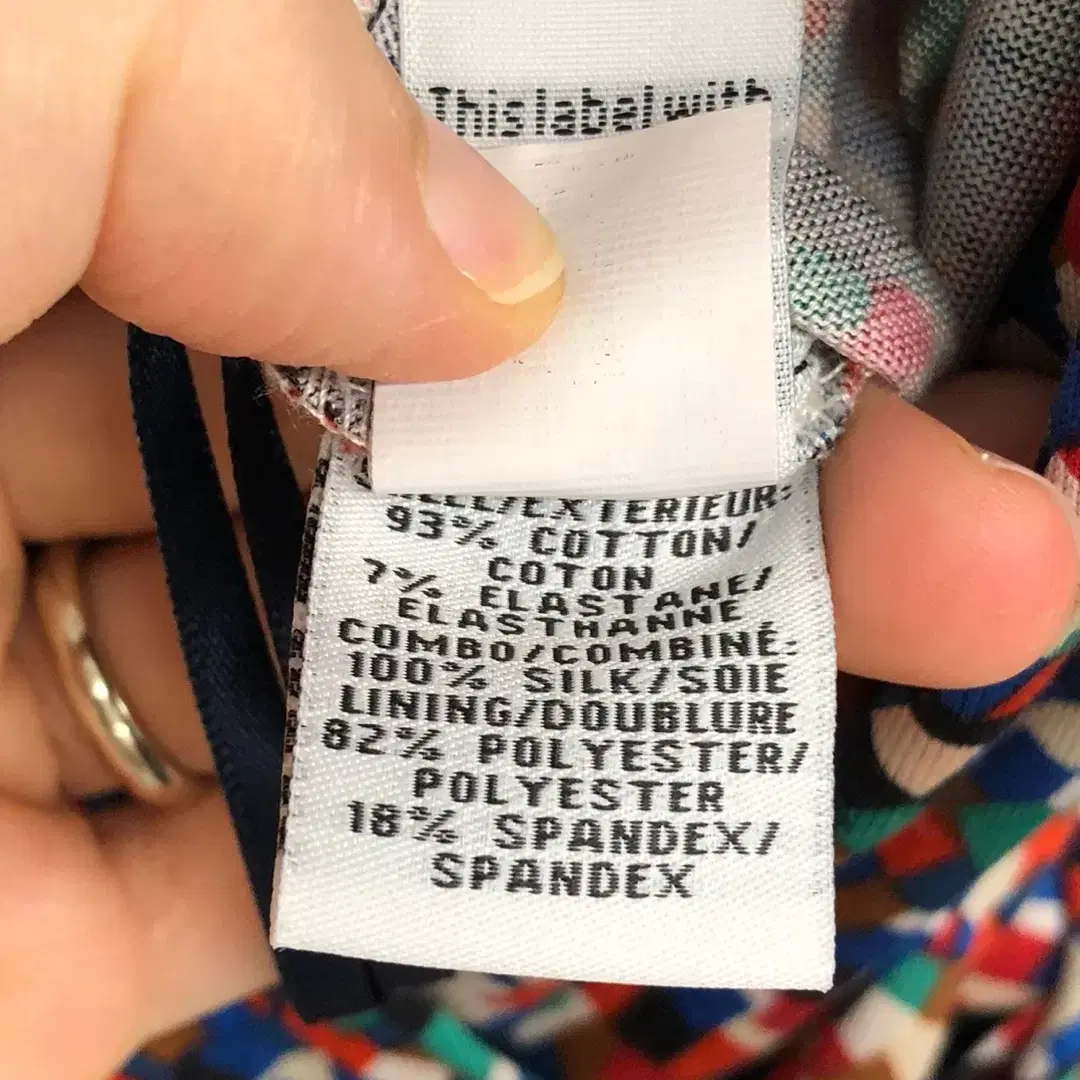 This label with
EXTERIEUR:
93% COTTON/
COTON
7% ELASTANE/
ELASTHANNE
COMBO/COMBINÉ:
100% SILK/SOIE
LINING/DOUBLURE
82% POLYESTER/
POLYESTER
18% SPANDEX/
SPANDEX